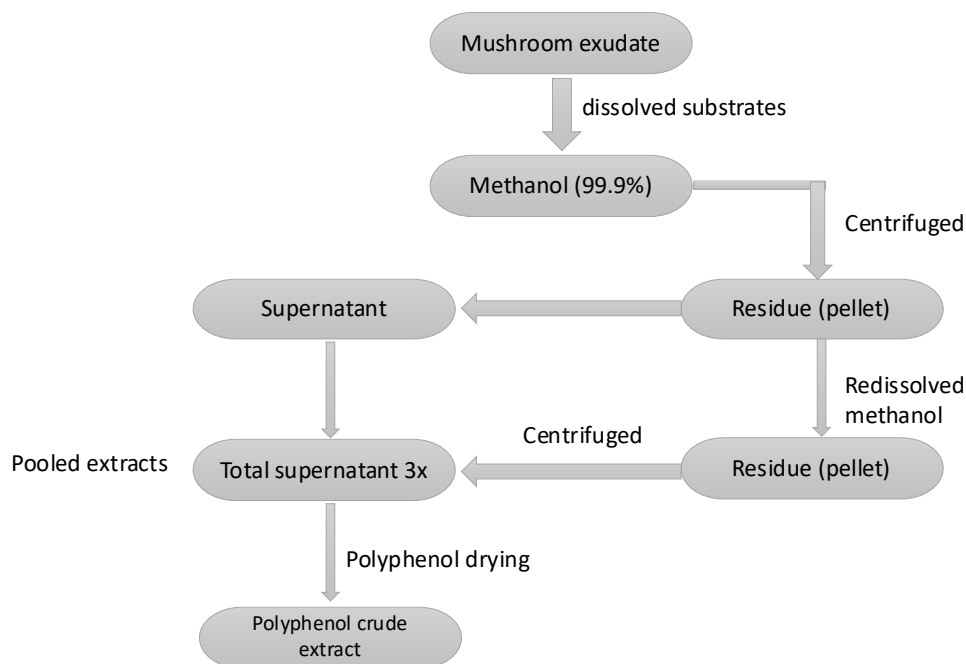 Mushroom exudate
dissolved substrates
Methanol (99.9%)
Centrifuged
Supernatant
Residue (pellet)
Redissolved
methanol
Centrifuged
Pooled extracts
Total supernatant 3x
Residue (pellet)
Polyphenol drying
Polyphenol crude
extract